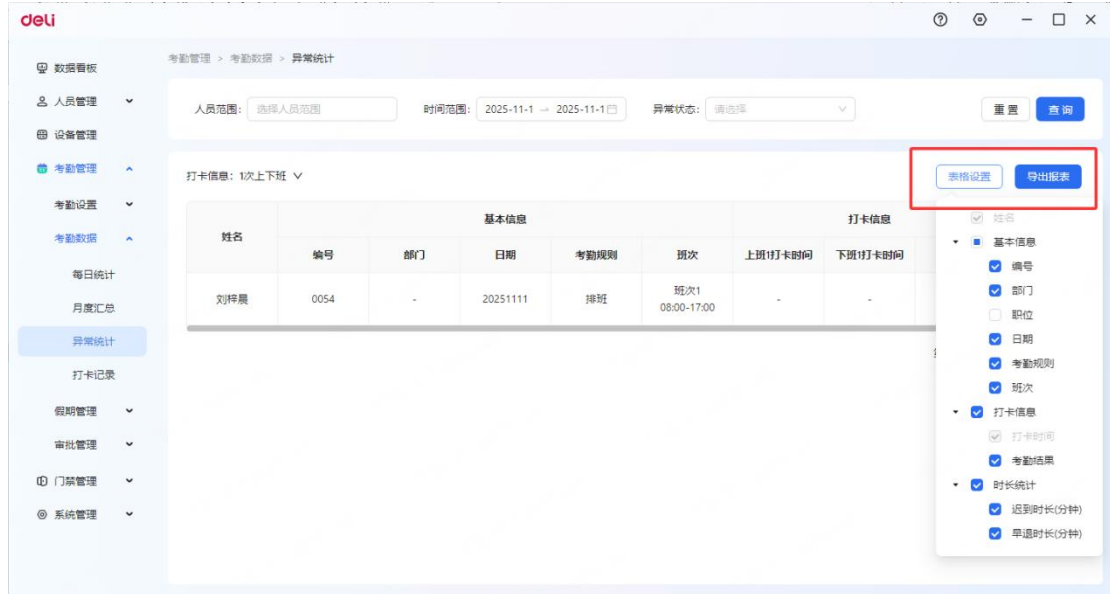 deli
考勤管理 > 考勤数据 > 异常统计
数据看板
人员管理
设备管理
考勤管理
考勤设置
考勤数据
每日统计
月度汇总
异常统计
打卡记录
假期管理
审批管理
门禁管理
系统管理
人员范围： 选择人员范围 时间范围： 2025-11-1 → 2025-11-1 异常状态： 请选择 重置 查询
打卡信息：1次上下班 表格设置 导出报表
姓名 基本信息 打卡信息
编号 部门 日期 考勤规则 班次 上班1打卡时间 下班1打卡时间
刘梓晨 0054 - 20251111 排班 班次1 - -
08:00-17:00
姓名
基本信息
编号
部门
职位
日期
考勤规则
班次
打卡信息
打卡时间
考勤结果
时长统计
迟到时长(分钟)
早退时长(分钟)